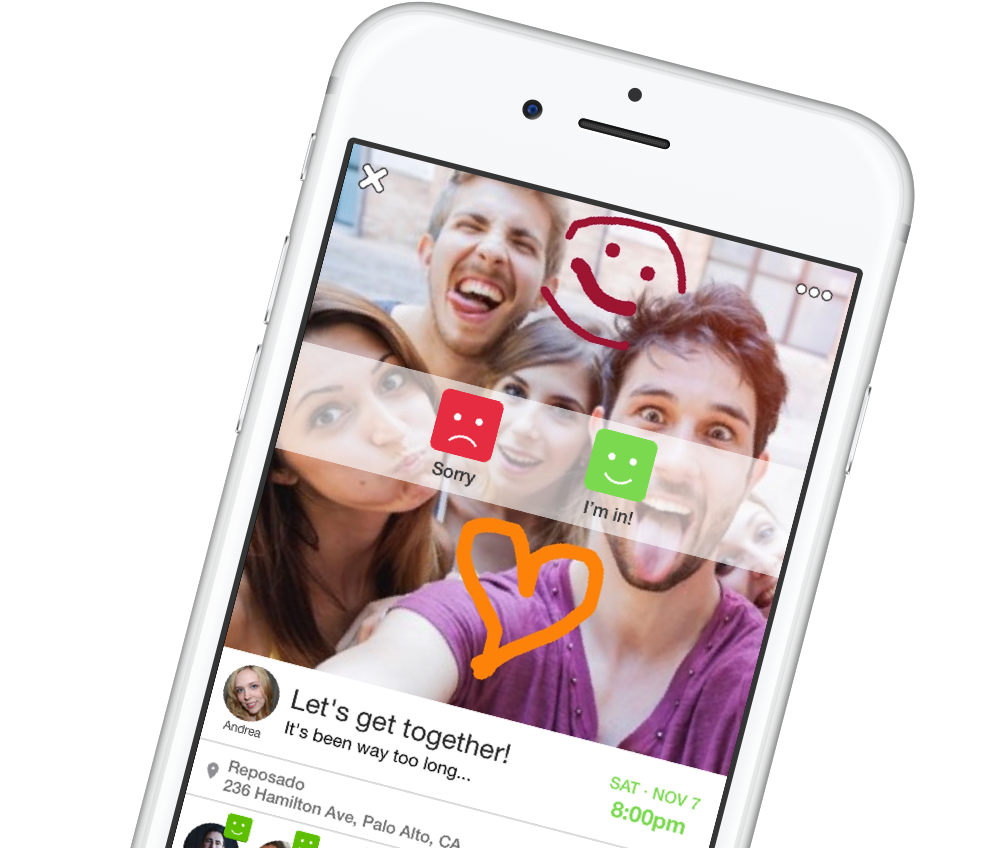 Sorry
I'm in!
Andrea
Let's get together!
It's been way too long...
SAT · NOV 7
8:00pm
Reposado
236 Hamilton Ave, Palo Alto, CA